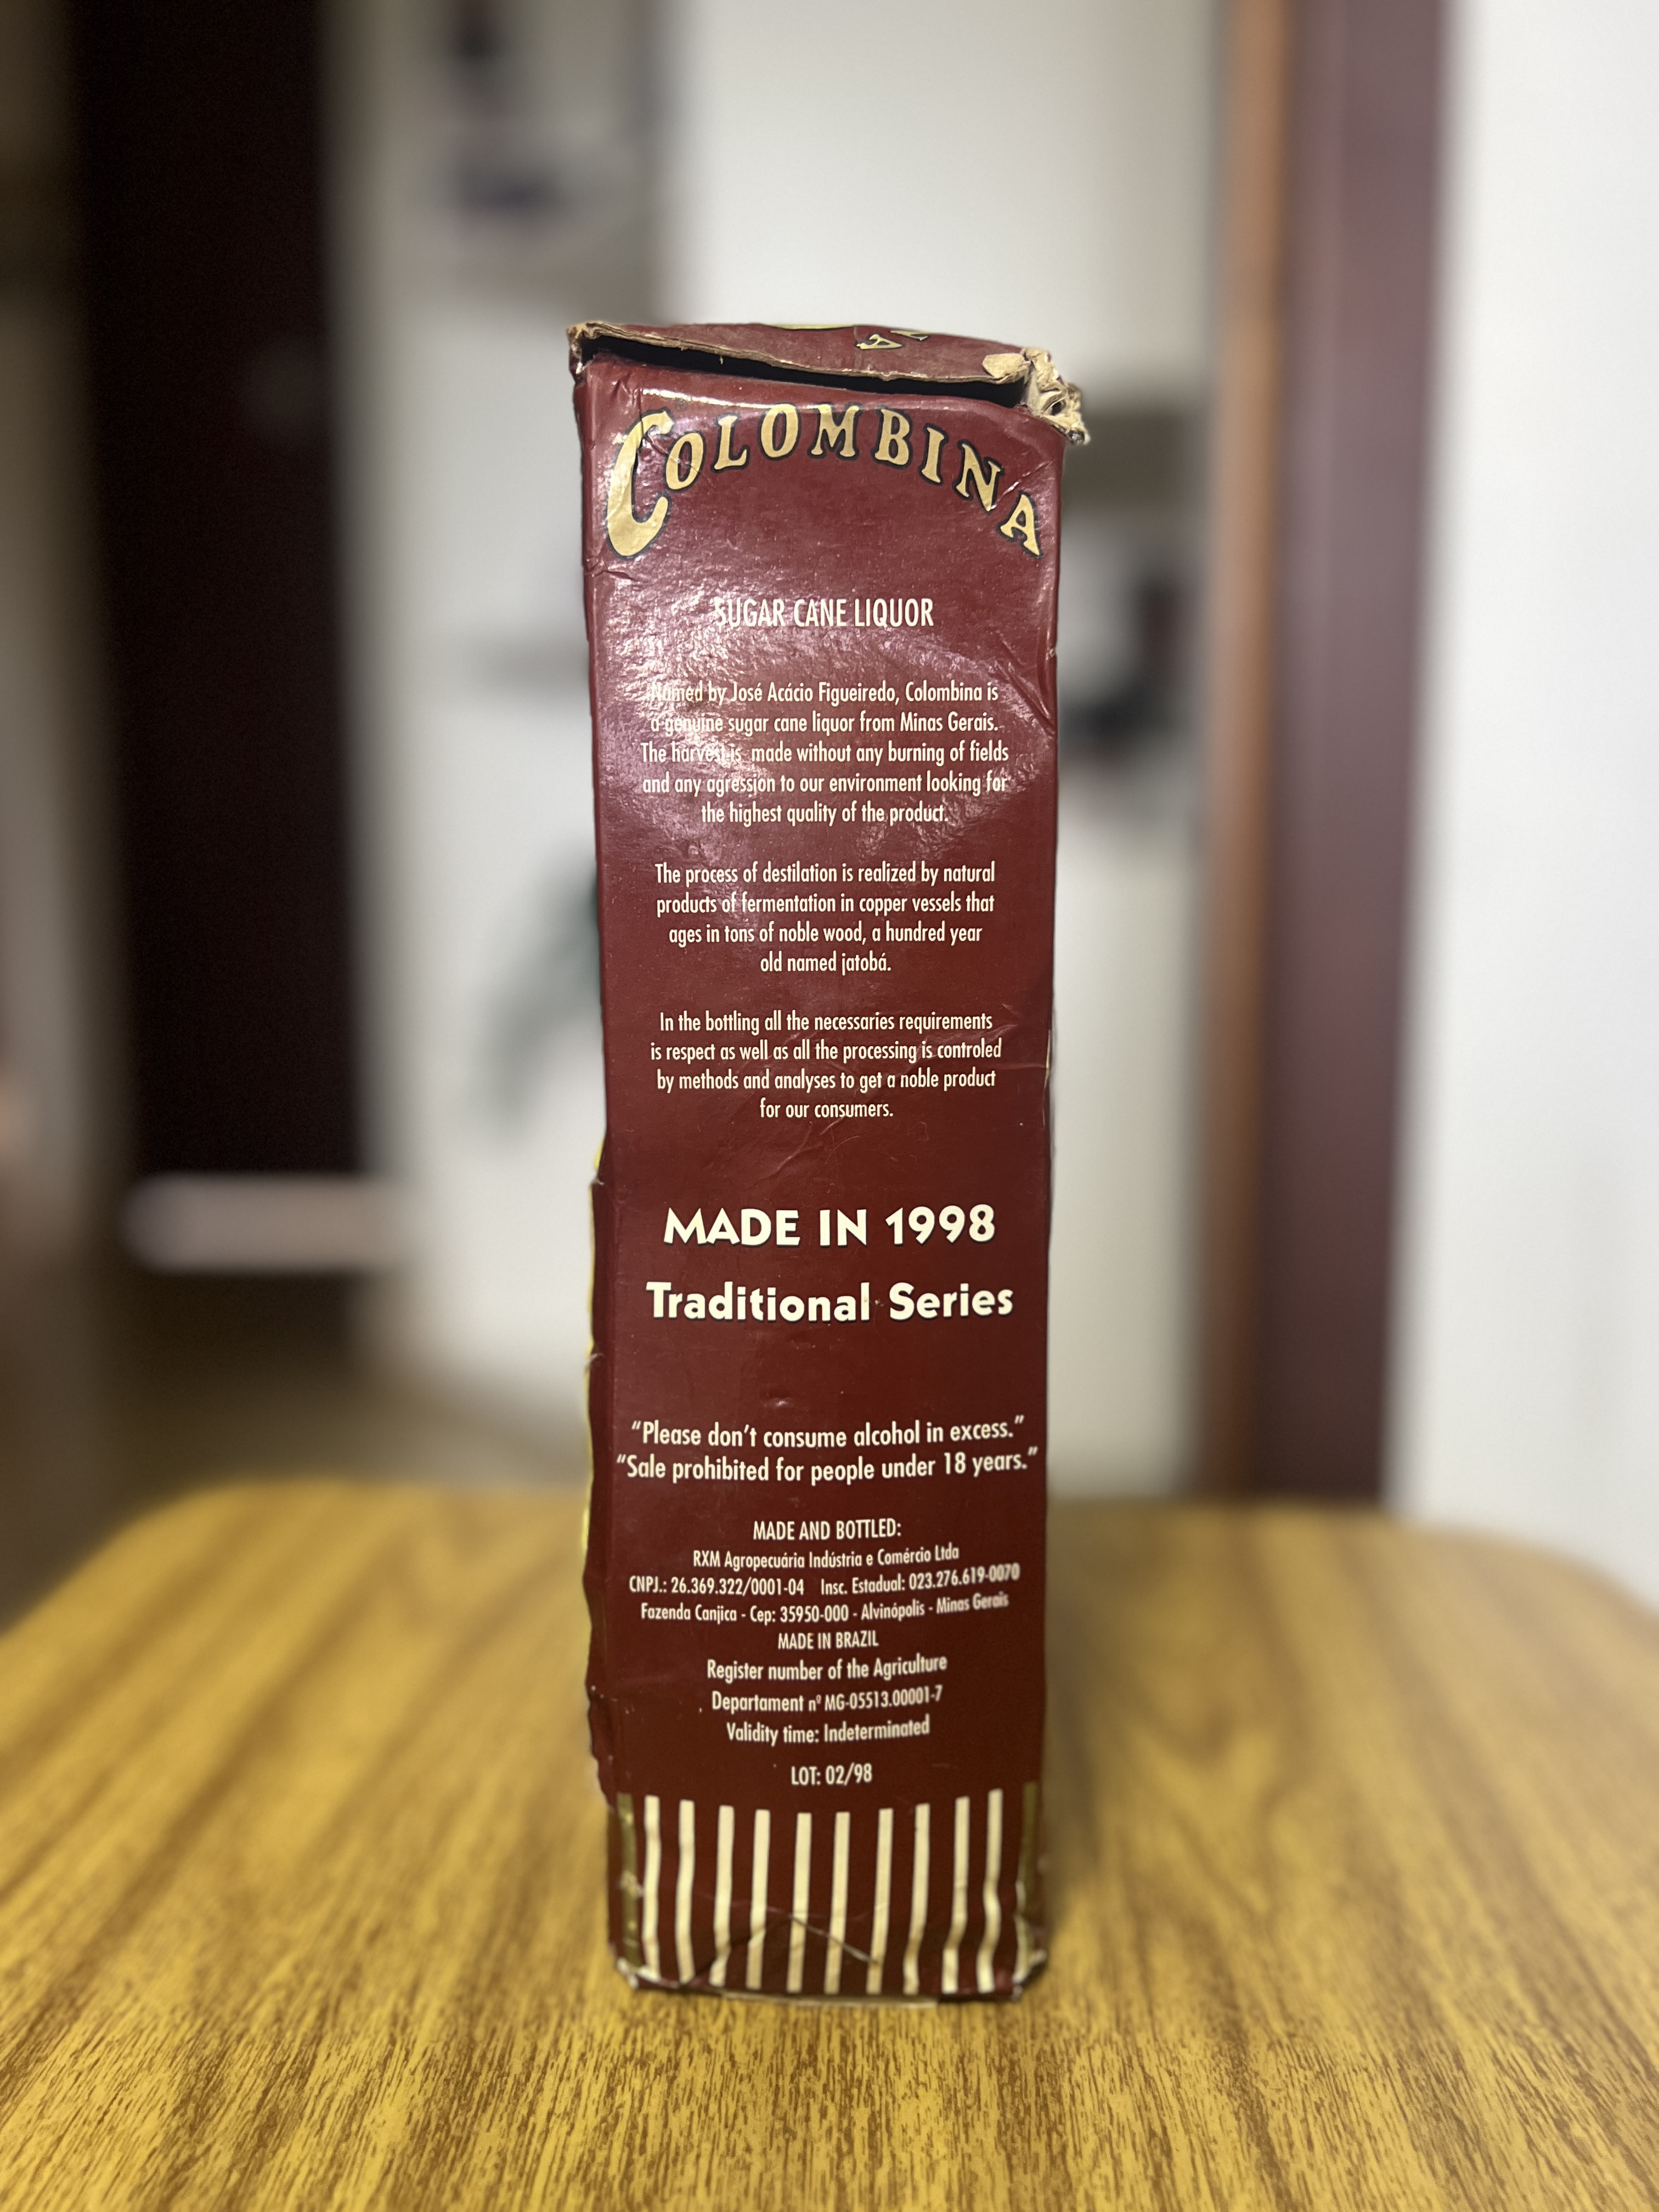 COLOMBINA
SUGAR CANE LIQUOR
Named by José Acácio Figueiredo, Colombina is
a genuine sugar cane liquor from Minas Gerais.
The harvest is made without any burning of fields
and any agression to our environment looking for
the highest quality of the product.
The process of destilation is realized by natural
products of fermentation in copper vessels that
ages in tons of noble wood, a hundred year
old named jatobá.
In the bottling all the necessaries requirements
is respect as well as all the processing is controled
by methods and analyses to get a noble product
for our consumers.
MADE IN 1998
Traditional Series
“Please don’t consume alcohol in excess.”
“Sale prohibited for people under 18 years.”
MADE AND BOTTLED:
RXM Agropecuária Indústria e Comércio Ltda
CNPJ.: 26.369.322/0001-04 Insc. Estadual: 023.276.619-0070
Fazenda Canjica - Cep: 35950-000 - Alvinópolis - Minas Gerais
MADE IN BRAZIL
Register number of the Agriculture
Departament nº MG-05513.00001-7
Validity time: Indeterminated
LOT: 02/98